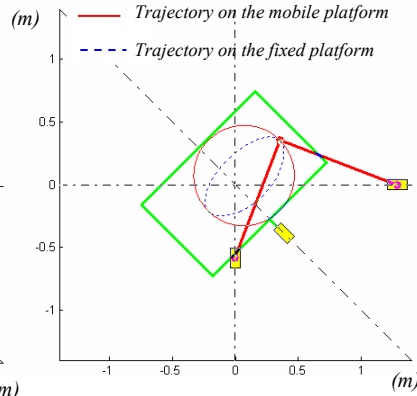 (m)
Trajectory on the mobile platform
Trajectory on the fixed platform
1
0.5
0
-0.5
-1
-1
-0.5
0
0.5
1
m)
(m)